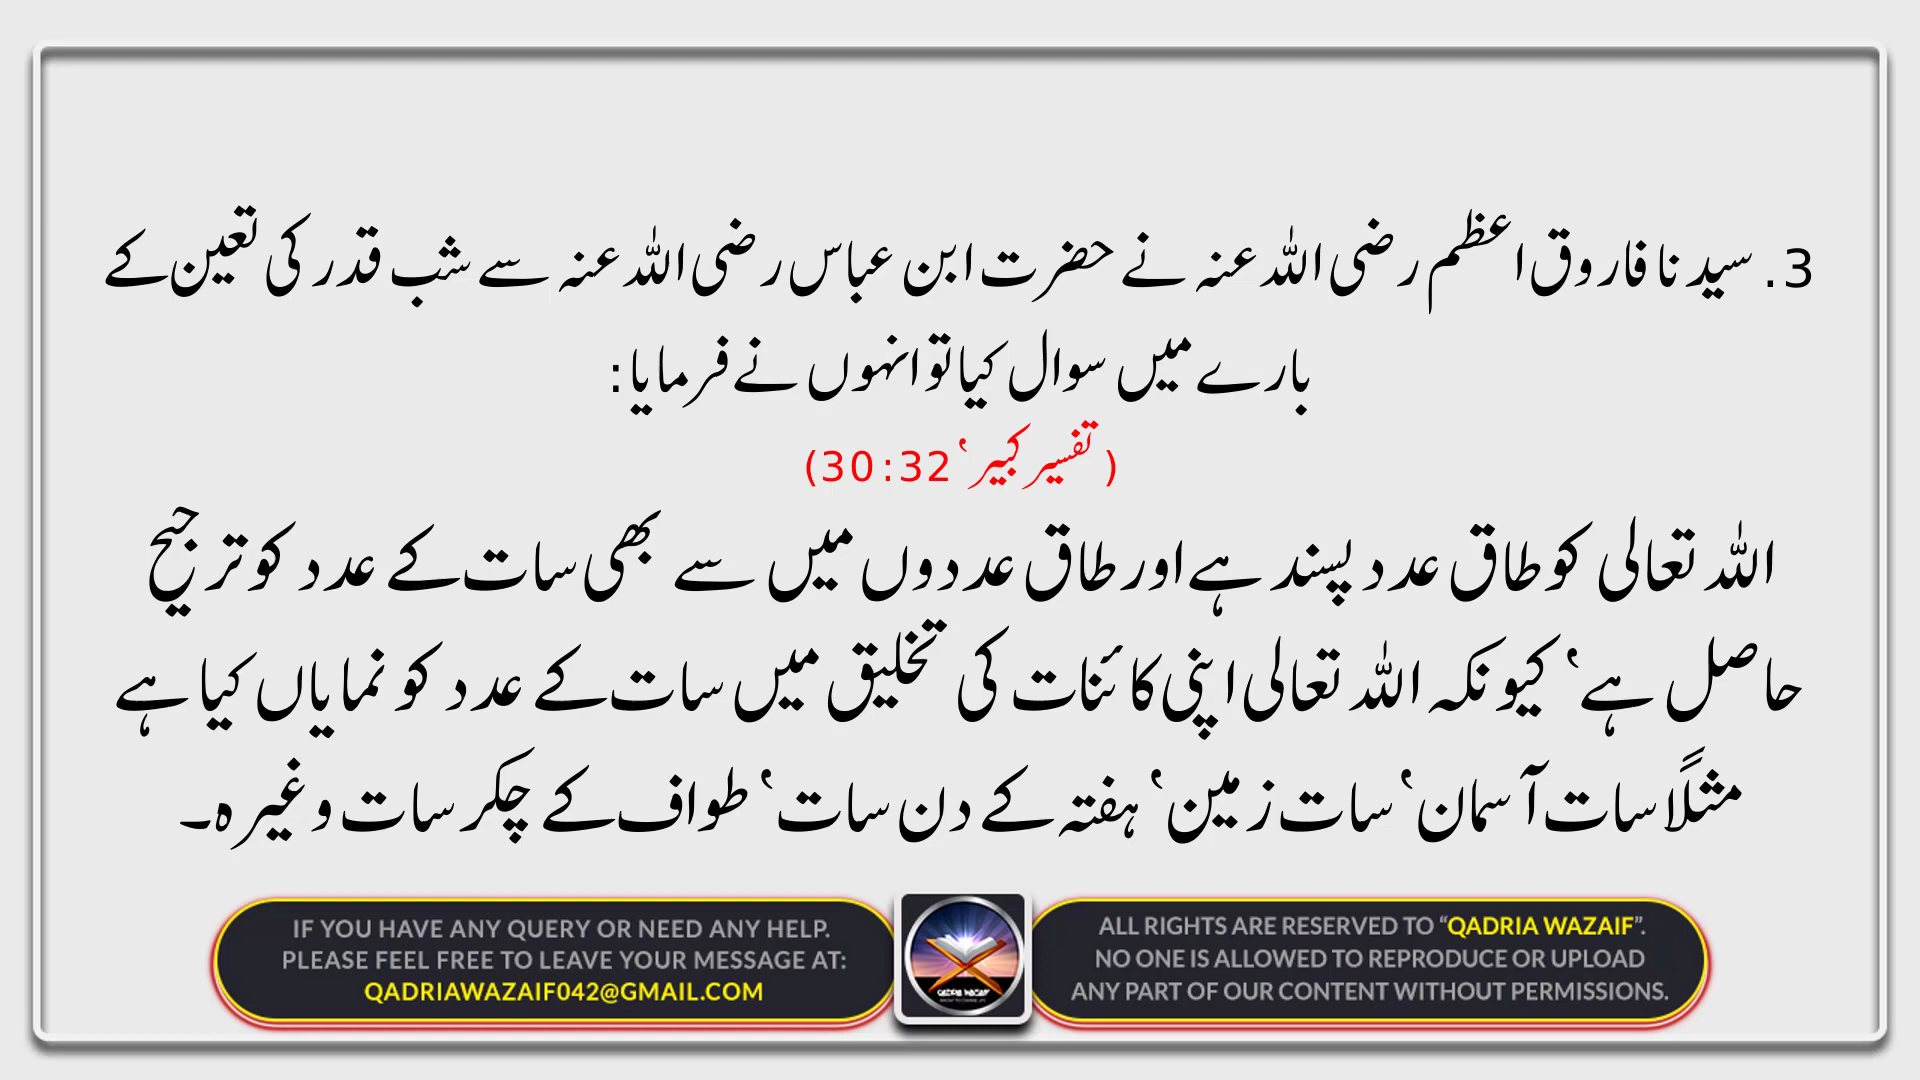 3. سیدنا فاروق اعظم رضی اللہ عنہ نے حضرت ابن عباس رضی اللہ عنہ سے شب قدر کی تعین کے
بارے میں سوال کیا تو انہوں نے فرمایا:
(تفسیر کبیر‘ 30:32)
اللہ تعالی کو طاق عدد پسند ہے اور طاق عددوں میں سے بھی سات کے عدد کو ترجیح
حاصل ہے‘ کیونکہ اللہ تعالی اپنی کائنات کی تخلیق میں سات کے عدد کو نمایاں کیا ہے
مثلًا سات آسمان‘ سات زمین‘ ہفتہ کے دن سات‘ طواف کے چکر سات وغیرہ۔
IF YOU HAVE ANY QUERY OR NEED ANY HELP.
PLEASE FEEL FREE TO LEAVE YOUR MESSAGE AT:
QADRIAWAZAIF042@GMAIL.COM
QADRIA WAZAIF
ALL RIGHTS ARE RESERVED TO “QADRIA WAZAIF”.
NO ONE IS ALLOWED TO REPRODUCE OR UPLOAD
ANY PART OF OUR CONTENT WITHOUT PERMISSIONS.